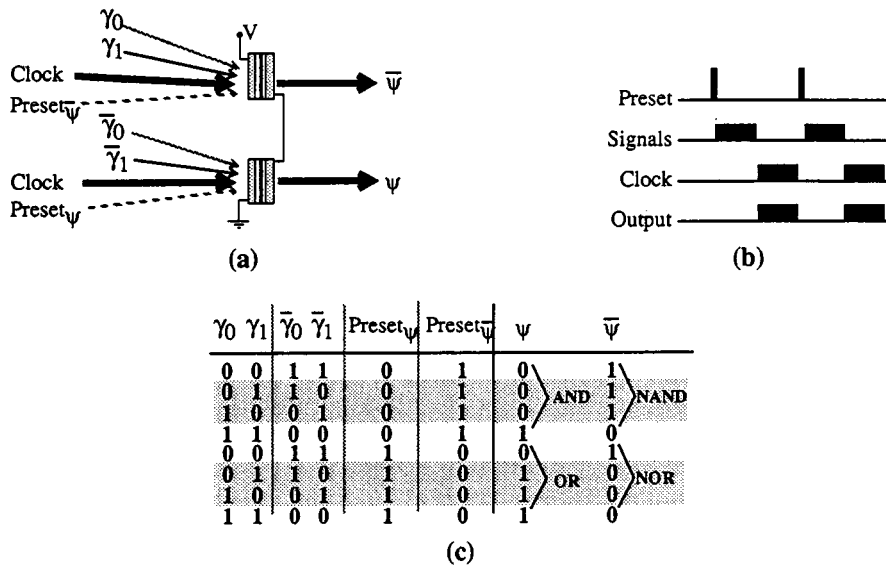 γ0
γ1
V
Clock
Presetψ̄
ψ̄
γ̄0
γ̄1
Clock
Presetψ
ψ
(a)
Preset
Signals
Clock
Output
(b)
γ0 γ1 γ̄0 γ̄1 Presetψ Presetψ̄ ψ ψ̄
0 0 1 1 0 1 0 1
0 1 1 0 0 1 0 1
1 0 0 1 0 1 0 1
AND NAND
1 1 0 0 0 1 1 0
0 0 1 1 1 0 0 1
0 1 1 0 1 0 1 0
1 0 0 1 1 0 1 0
OR NOR
1 1 0 0 1 0 1 0
(c)